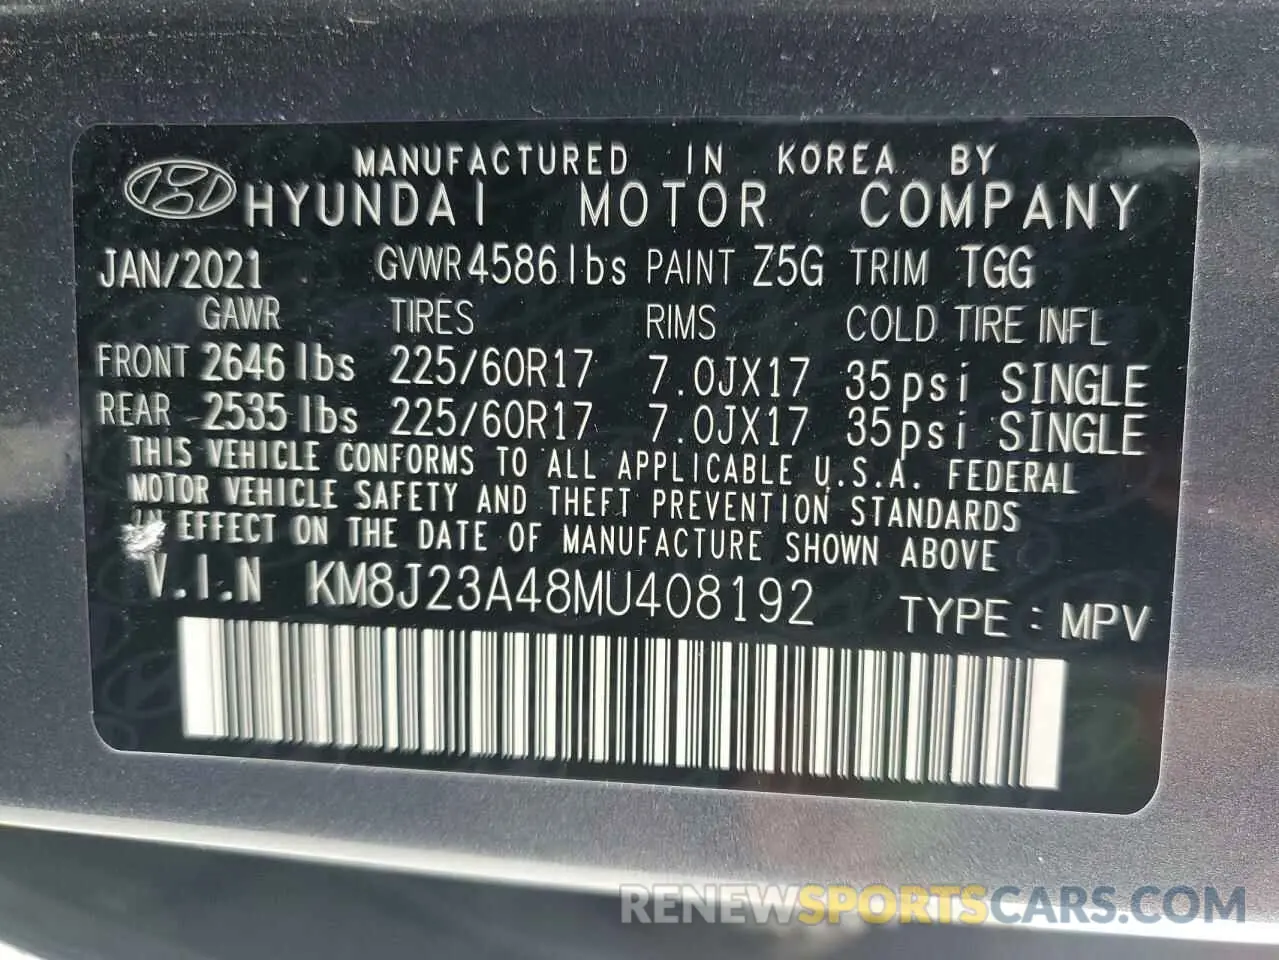 MANUFACTURED IN KOREA BY
HYUNDAI MOTOR COMPANY
JAN/2021 GVWR 4586 lbs PAINT Z5G TRIM TGG
GAWR TIRES RIMS COLD TIRE INFL
FRONT 2646 lbs 225/60R17 7.0JX17 35psi SINGLE
REAR 2535 lbs 225/60R17 7.0JX17 35psi SINGLE
THIS VEHICLE CONFORMS TO ALL APPLICABLE U.S.A. FEDERAL
MOTOR VEHICLE SAFETY AND THEFT PREVENTION STANDARDS
IN EFFECT ON THE DATE OF MANUFACTURE SHOWN ABOVE
V.I.N KM8J23A48MU408192 TYPE : MPV
RENEWSPORTSCARS.COM